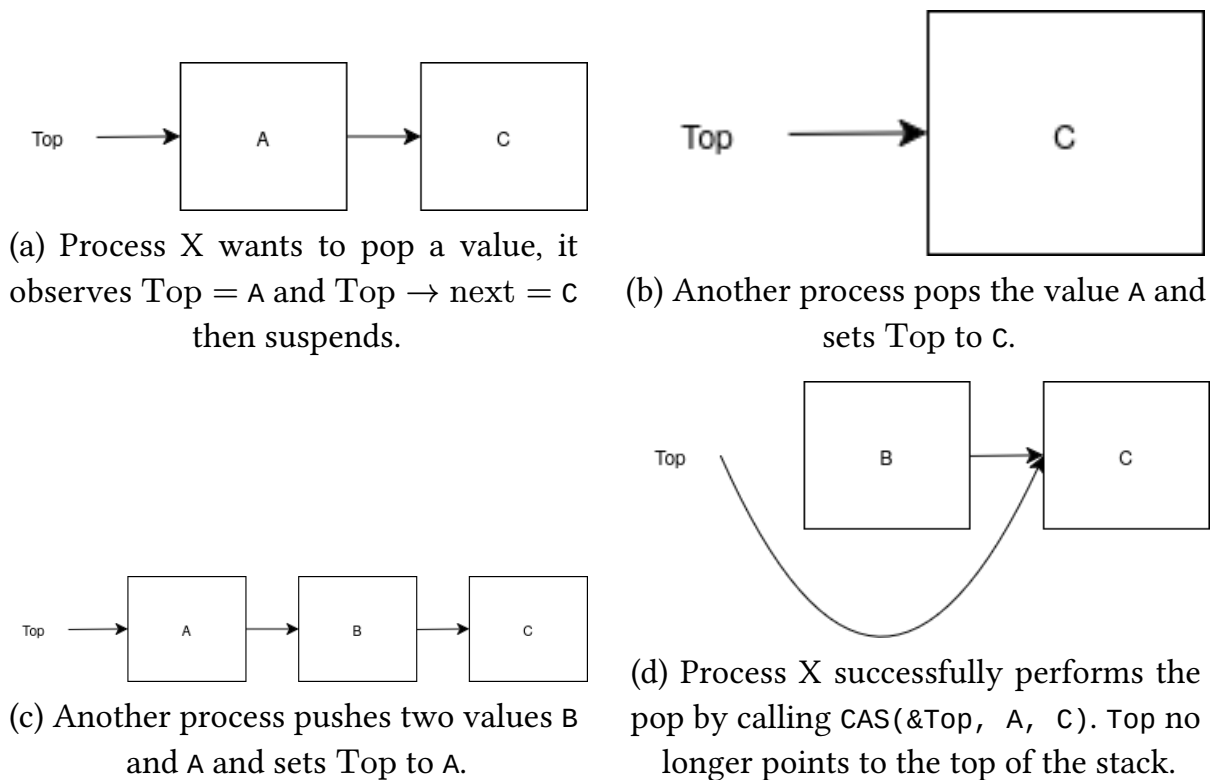 Top
A
C
(a) Process X wants to pop a value, it
observes Top = A and Top → next = C
then suspends.
Top
C
(b) Another process pops the value A and
sets Top to C.
Top
A
B
C
(c) Another process pushes two values B
and A and sets Top to A.
Top
B
C
(d) Process X successfully performs the
pop by calling CAS(&Top, A, C). Top no
longer points to the top of the stack.